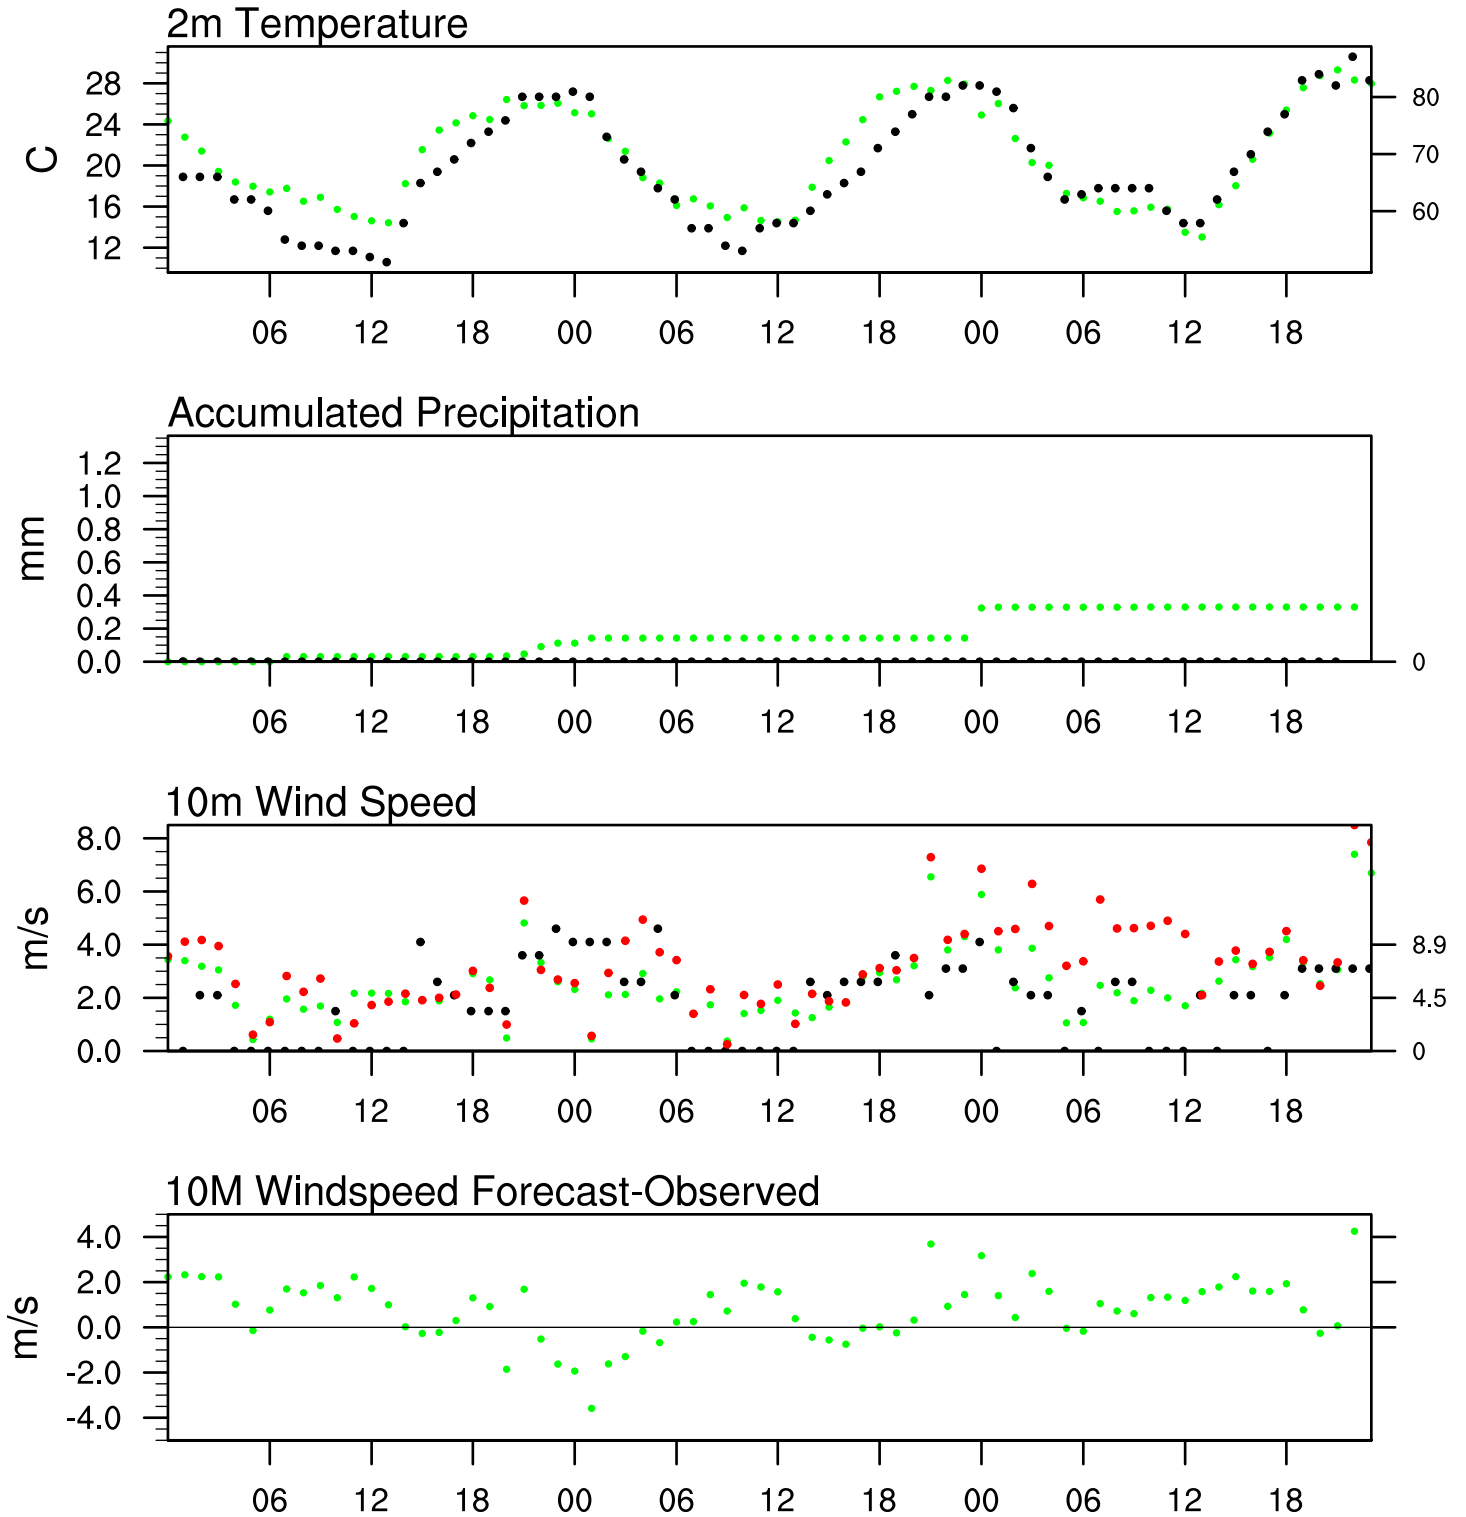 2m Temperature
28
24
20
16
12
C
80
70
60
06 12 18 00 06 12 18 00 06 12 18
Accumulated Precipitation
1.2
1.0
0.8
0.6
0.4
0.2
0.0
mm
0
06 12 18 00 06 12 18 00 06 12 18
10m Wind Speed
8.0
6.0
4.0
2.0
0.0
m/s
8.9
4.5
0
06 12 18 00 06 12 18 00 06 12 18
10M Windspeed Forecast-Observed
4.0
2.0
0.0
-2.0
-4.0
m/s
06 12 18 00 06 12 18 00 06 12 18